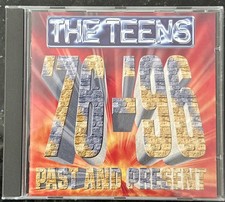 THE TEENS
'76-'96
PAST AND PRESENT